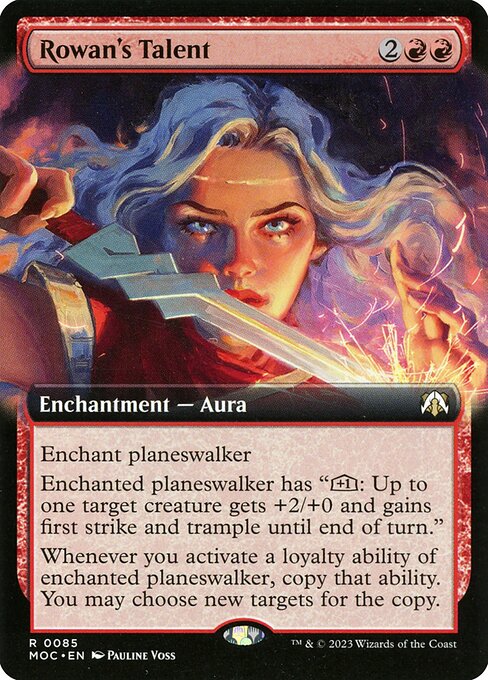 Rowan's Talent 2
Enchantment — Aura
Enchant planeswalker
Enchanted planeswalker has “+1: Up to
one target creature gets +2/+0 and gains
first strike and trample until end of turn.”
Whenever you activate a loyalty ability of
enchanted planeswalker, copy that ability.
You may choose new targets for the copy.
R 0085
MOC • EN Pauline Voss
™ & © 2023 Wizards of the Coast